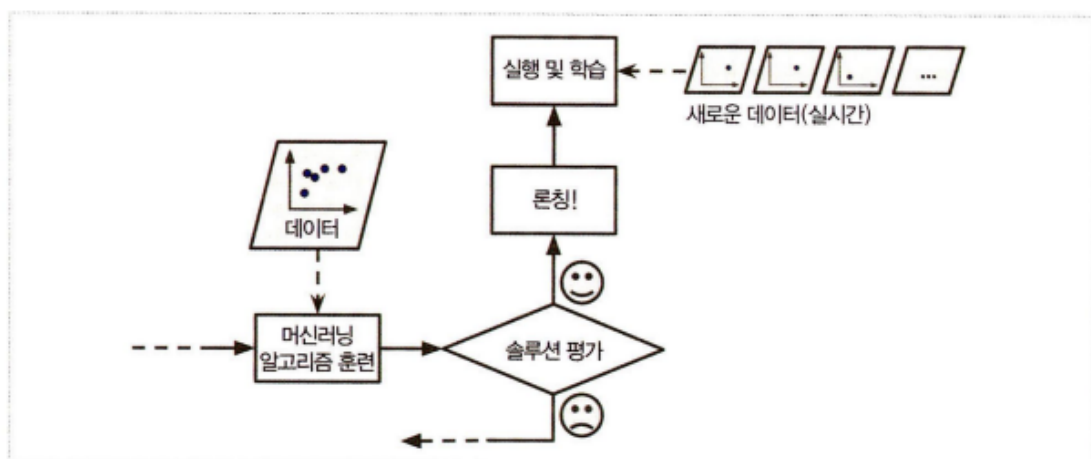 실행 및 학습
...
새로운 데이터(실시간)
론칭!
데이터
머신러닝
알고리즘 훈련
솔루션 평가